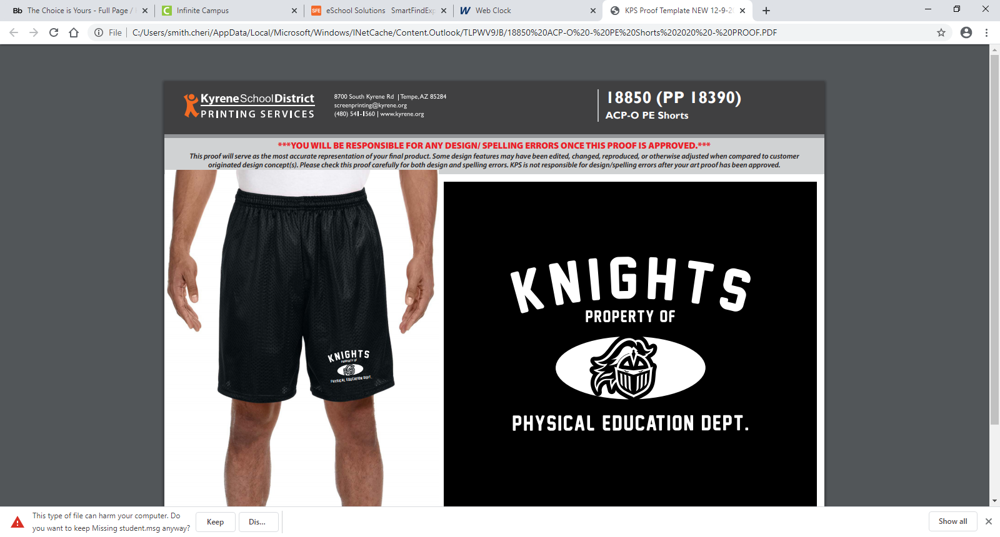 Bb The Choice is Yours - Full Page /
Infinite Campus
SFE eSchool Solutions SmartFindExp
W Web Clock
KPS Proof Template NEW 12-9-20
File C:/Users/smith.cheri/AppData/Local/Microsoft/Windows/INetCache/Content.Outlook/TLPWV9JB/18850%20ACP-O%20-%20PE%20Shorts%202020%20-%20PROOF.PDF
Kyrene School District
PRINTING SERVICES
8700 South Kyrene Rd | Tempe, AZ 85284
screenprinting@kyrene.org
(480) 541-1560 | www.kyrene.org
18850 (PP 18390)
ACP-O PE Shorts
***YOU WILL BE RESPONSIBLE FOR ANY DESIGN/ SPELLING ERRORS ONCE THIS PROOF IS APPROVED.***
This proof will serve as the most accurate representation of your final product. Some design features may have been edited, changed, reproduced, or otherwise adjusted when compared to customer
originated design concept(s). Please check this proof carefully for both design and spelling errors. KPS is not responsible for design/spelling errors after your art proof has been approved.
KNIGHTS
PROPERTY OF
PHYSICAL EDUCATION DEPT.
KNIGHTS
PROPERTY OF
PHYSICAL EDUCATION DEPT.
This type of file can harm your computer. Do
you want to keep Missing student.msg anyway?
Keep
Dis...
Show all